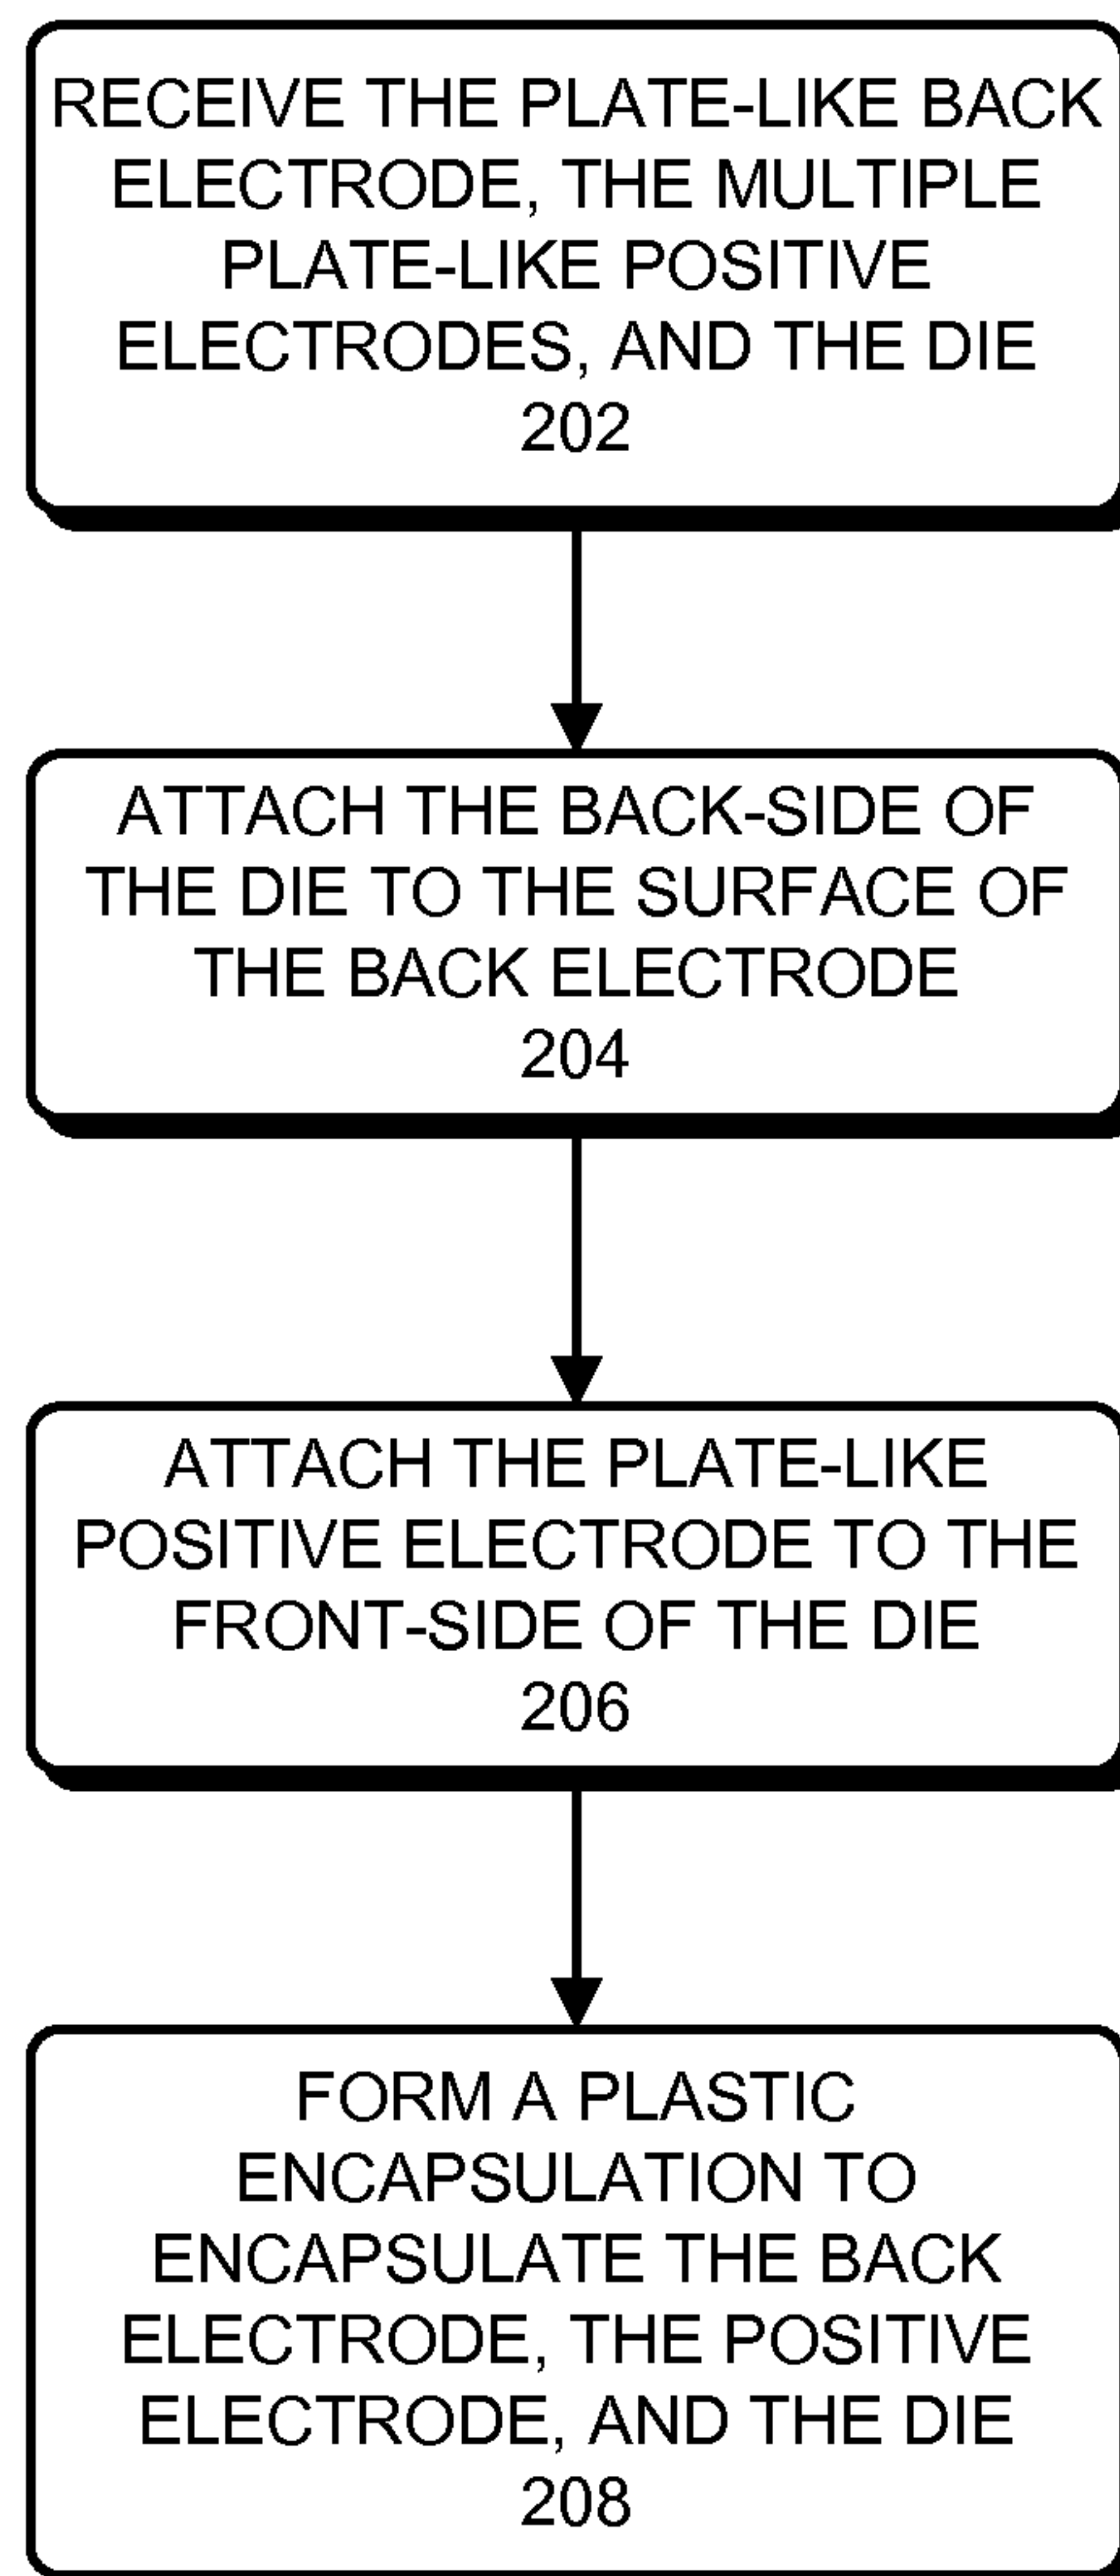 RECEIVE THE PLATE-LIKE BACK
ELECTRODE, THE MULTIPLE
PLATE-LIKE POSITIVE
ELECTRODES, AND THE DIE
202
ATTACH THE BACK-SIDE OF
THE DIE TO THE SURFACE OF
THE BACK ELECTRODE
204
ATTACH THE PLATE-LIKE
POSITIVE ELECTRODE TO THE
FRONT-SIDE OF THE DIE
206
FORM A PLASTIC
ENCAPSULATION TO
ENCAPSULATE THE BACK
ELECTRODE, THE POSITIVE
ELECTRODE, AND THE DIE
208